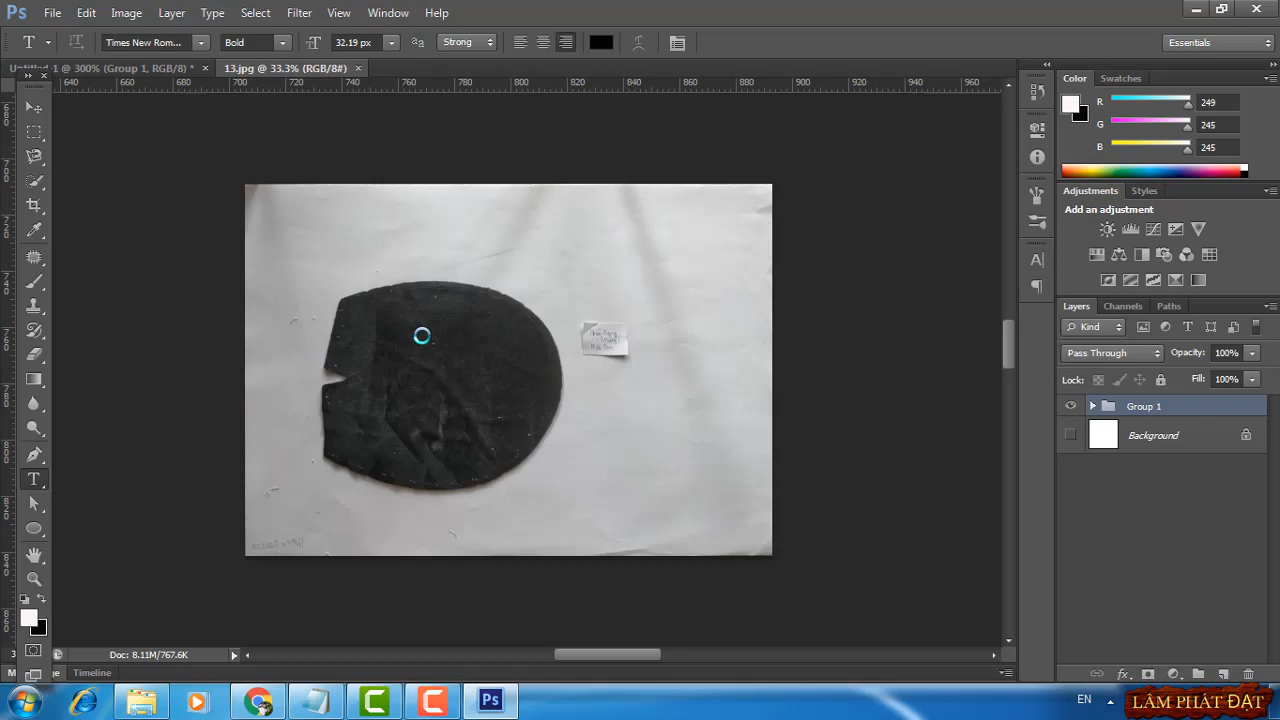 Ps File Edit Image Layer Type Select Filter View Window Help
T Times New Rom... Bold 32.19 px Strong Essentials
@ 300% (Group 1, RGB/8) * × 13.jpg @ 33.3% (RGB/8#) ×
640 660 680 700 720 740 760 780 800 820 840 860 880 900 920 940 960
Color Swatches
R 249
G 245
B 245
Adjustments Styles
Add an adjustment
Layers Channels Paths
Kind
Pass Through Opacity: 100%
Lock: Fill: 100%
Group 1
Background
Doc: 8.11M/767.6K
Timeline
EN
LÂM PHÁT ĐẠT